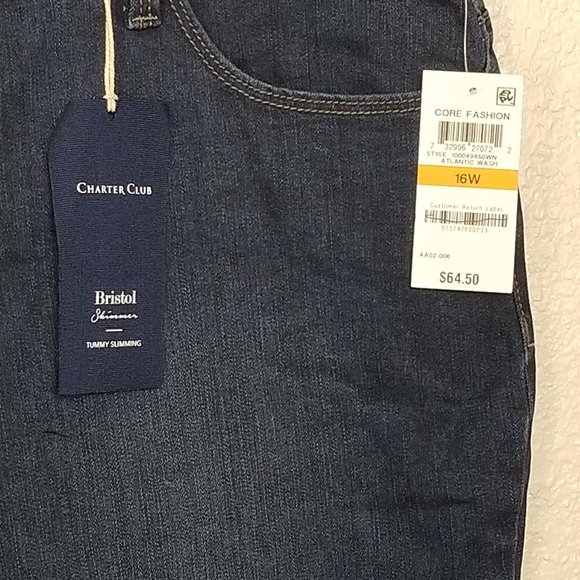 CHARTER CLUB
Bristol
Skimmer
TUMMY SLIMMING
CORE FASHION
7 32996 27072 2
STYLE 100049450WN
ATLANTIC WASH
16W
Customer Return Label
073747600233
AA02-006
$64.50